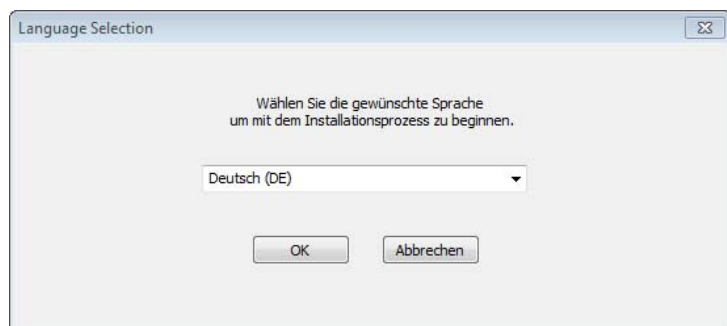 Language Selection
Wählen Sie die gewünschte Sprache
um mit dem Installationsprozess zu beginnen.
Deutsch (DE)
OK
Abbrechen